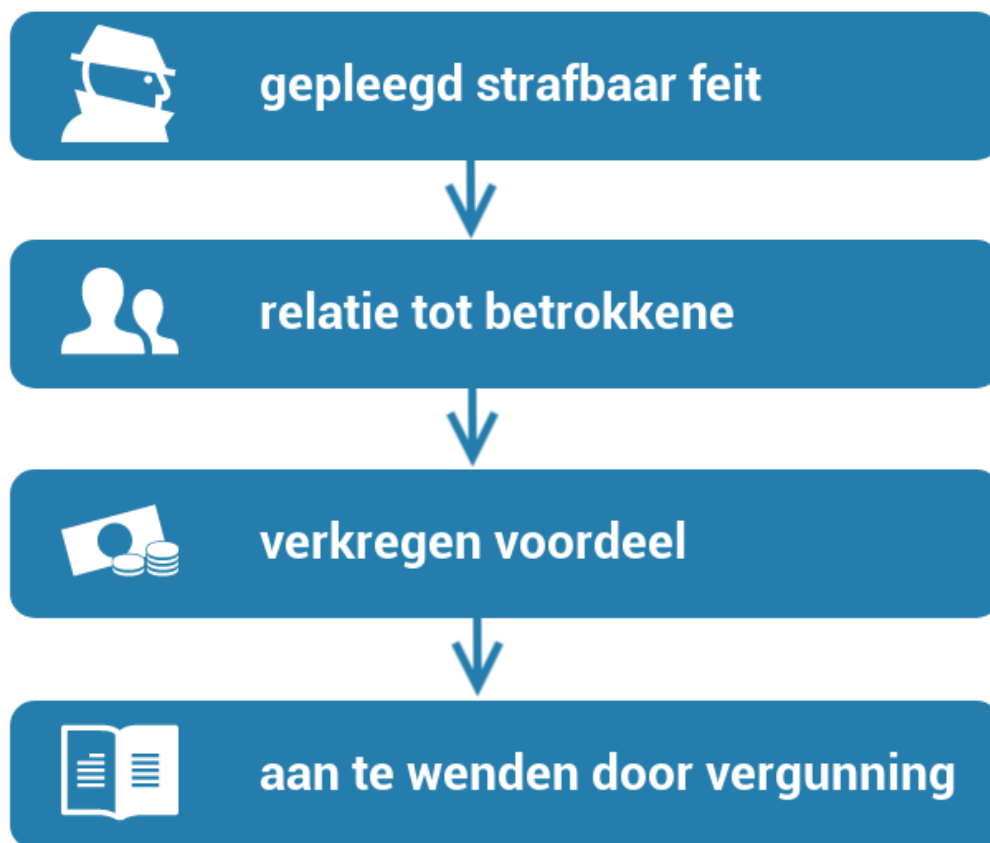 gepleegd strafbaar feit
relatie tot betrokkene
verkregen voordeel
aan te wenden door vergunning